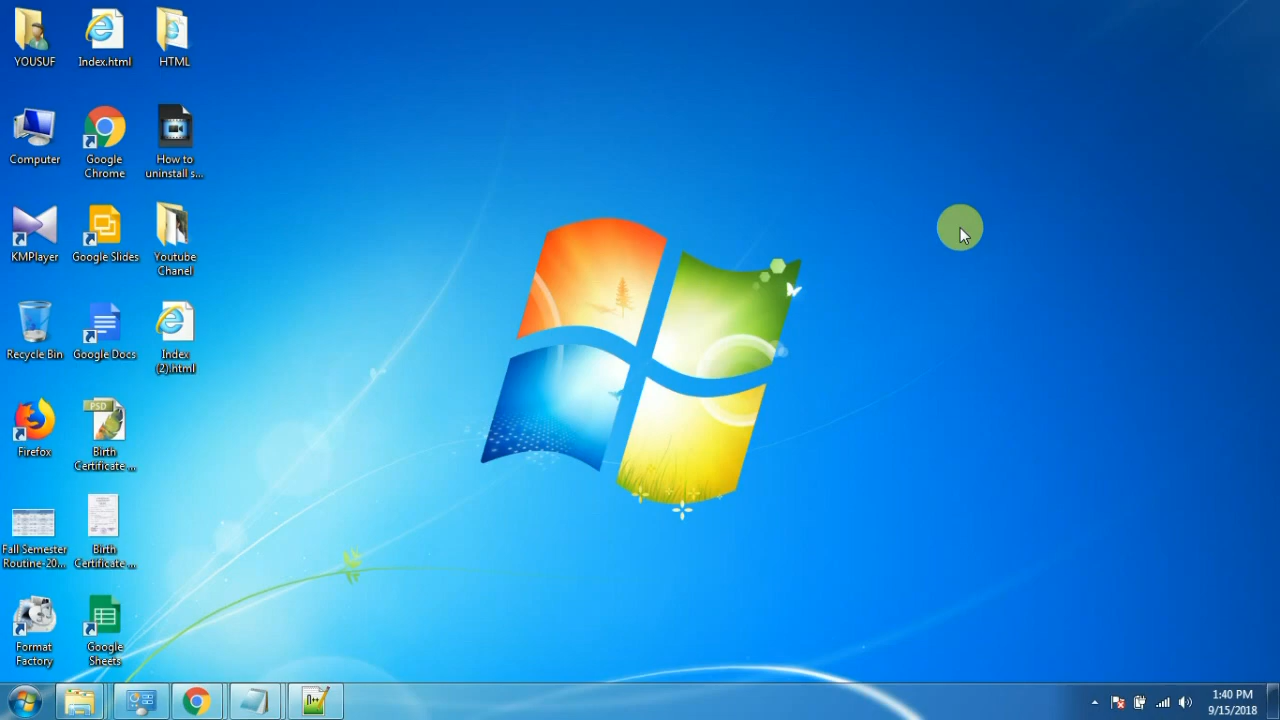 YOUSUF
Index.html
HTML
Computer
Google
Chrome
How to
uninstall s...
KMPlayer
Google Slides
Youtube
Chanel
Recycle Bin
Google Docs
Index
(2).html
Firefox
PSD
Birth
Certificate ...
Fall Semester
Routine-20...
Birth
Certificate ...
Format
Factory
Google
Sheets
1:40 PM
9/15/2018